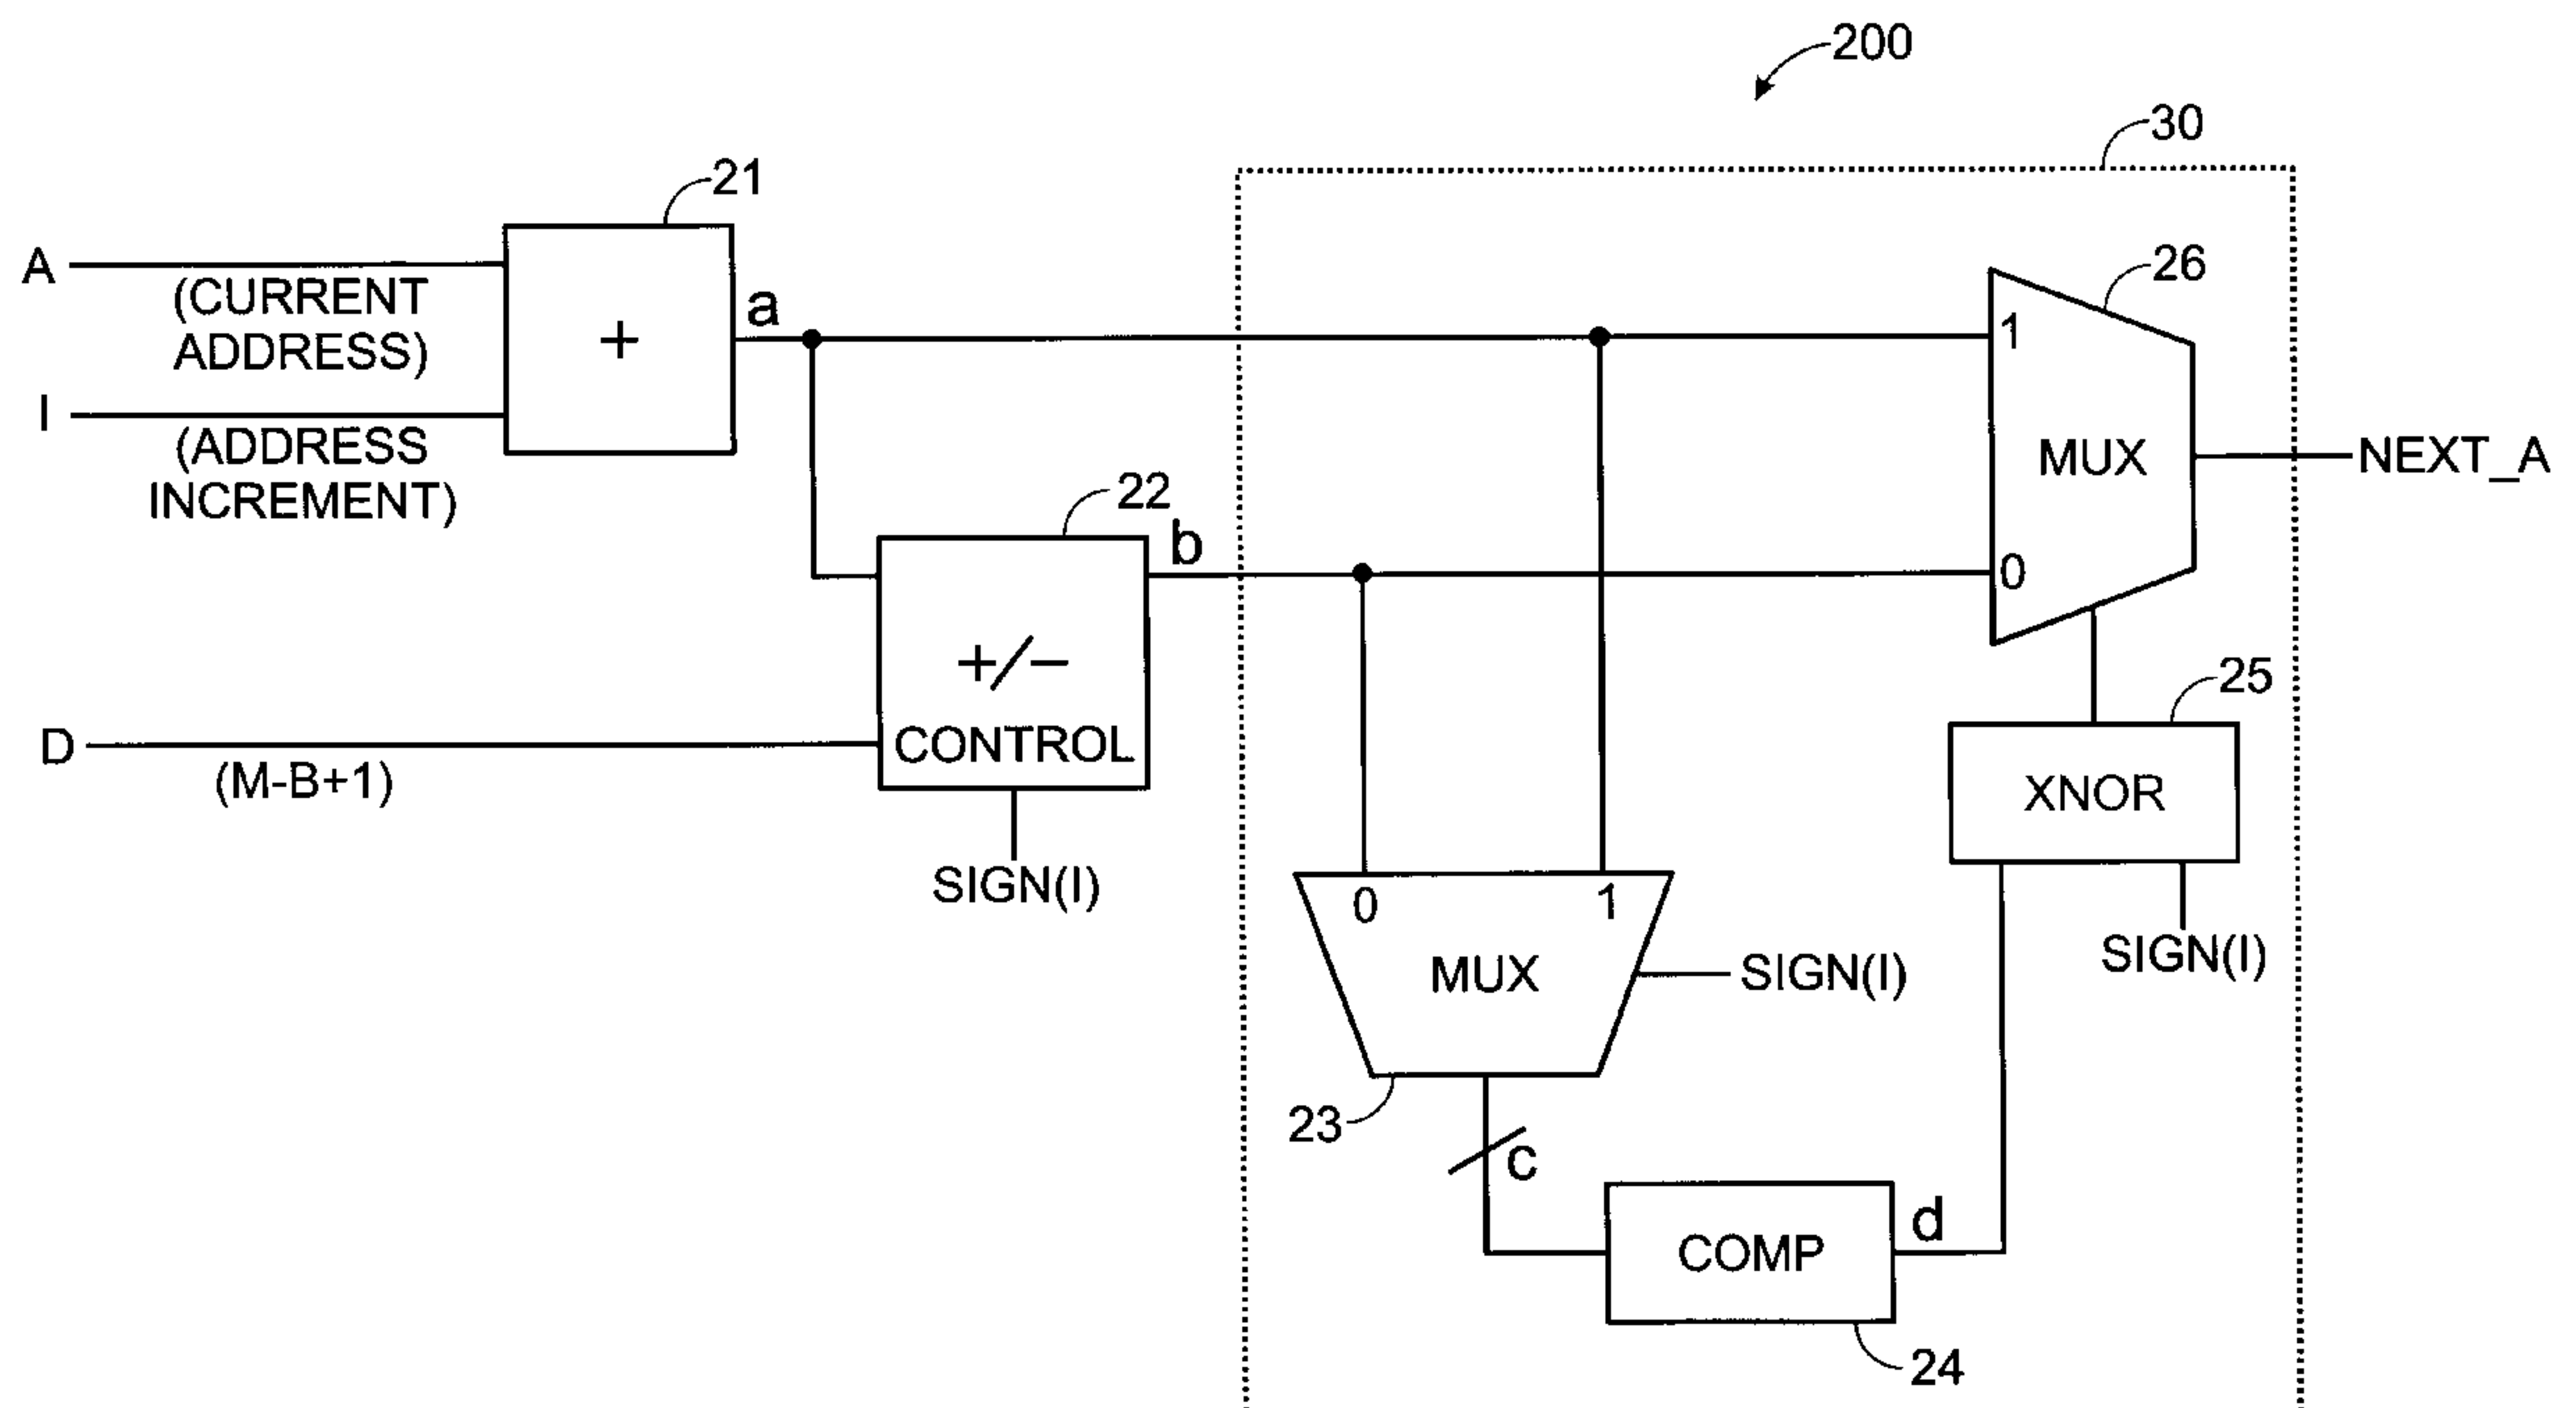 200
30
21
A
(CURRENT
ADDRESS)
a
+
26
1
I
(ADDRESS
INCREMENT)
MUX
NEXT_A
22
b
0
+/−
CONTROL
25
D
(M-B+1)
XNOR
SIGN(I)
0
1
MUX
SIGN(I)
SIGN(I)
23
c
COMP
d
24